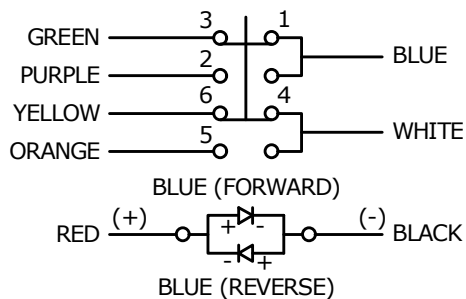 GREEN 3 1
BLUE
PURPLE 2
YELLOW 6 4
WHITE
ORANGE 5
BLUE (FORWARD)
RED (+) + - (-) BLACK
- +
BLUE (REVERSE)